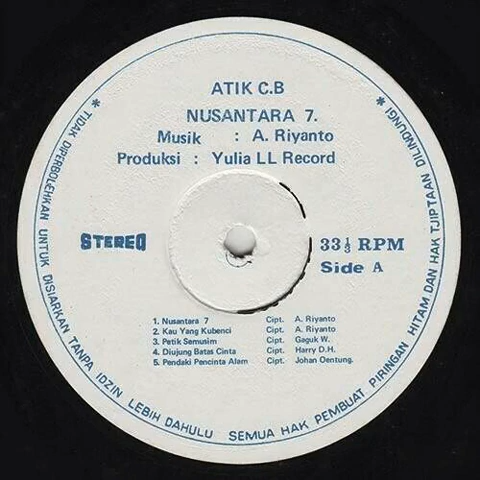 ATIK C.B
NUSANTARA 7.
Musik : A. Riyanto
Produksi : Yulia LL Record
STEREO
33 1/3 RPM
Side A
1. Nusantara 7 Cipt. A. Riyanto
2. Kau Yang Kubenci Cipt. A. Riyanto
3. Petik Semusim Cipt. Gaguk W.
4. Diujung Batas Cinta Cipt. Harry D.H.
5. Pendaki Pencinta Alam Cipt. Johan Oentung.
* TIDAK DIPERBOLEHKAN UNTUK DISIARKAN TANPA IDZIN LEBIH DAHULU SEMUA HAK PEMBUAT PIRINGAN HITAM DAN HAK TJIPTAAN DILINDUNGI *